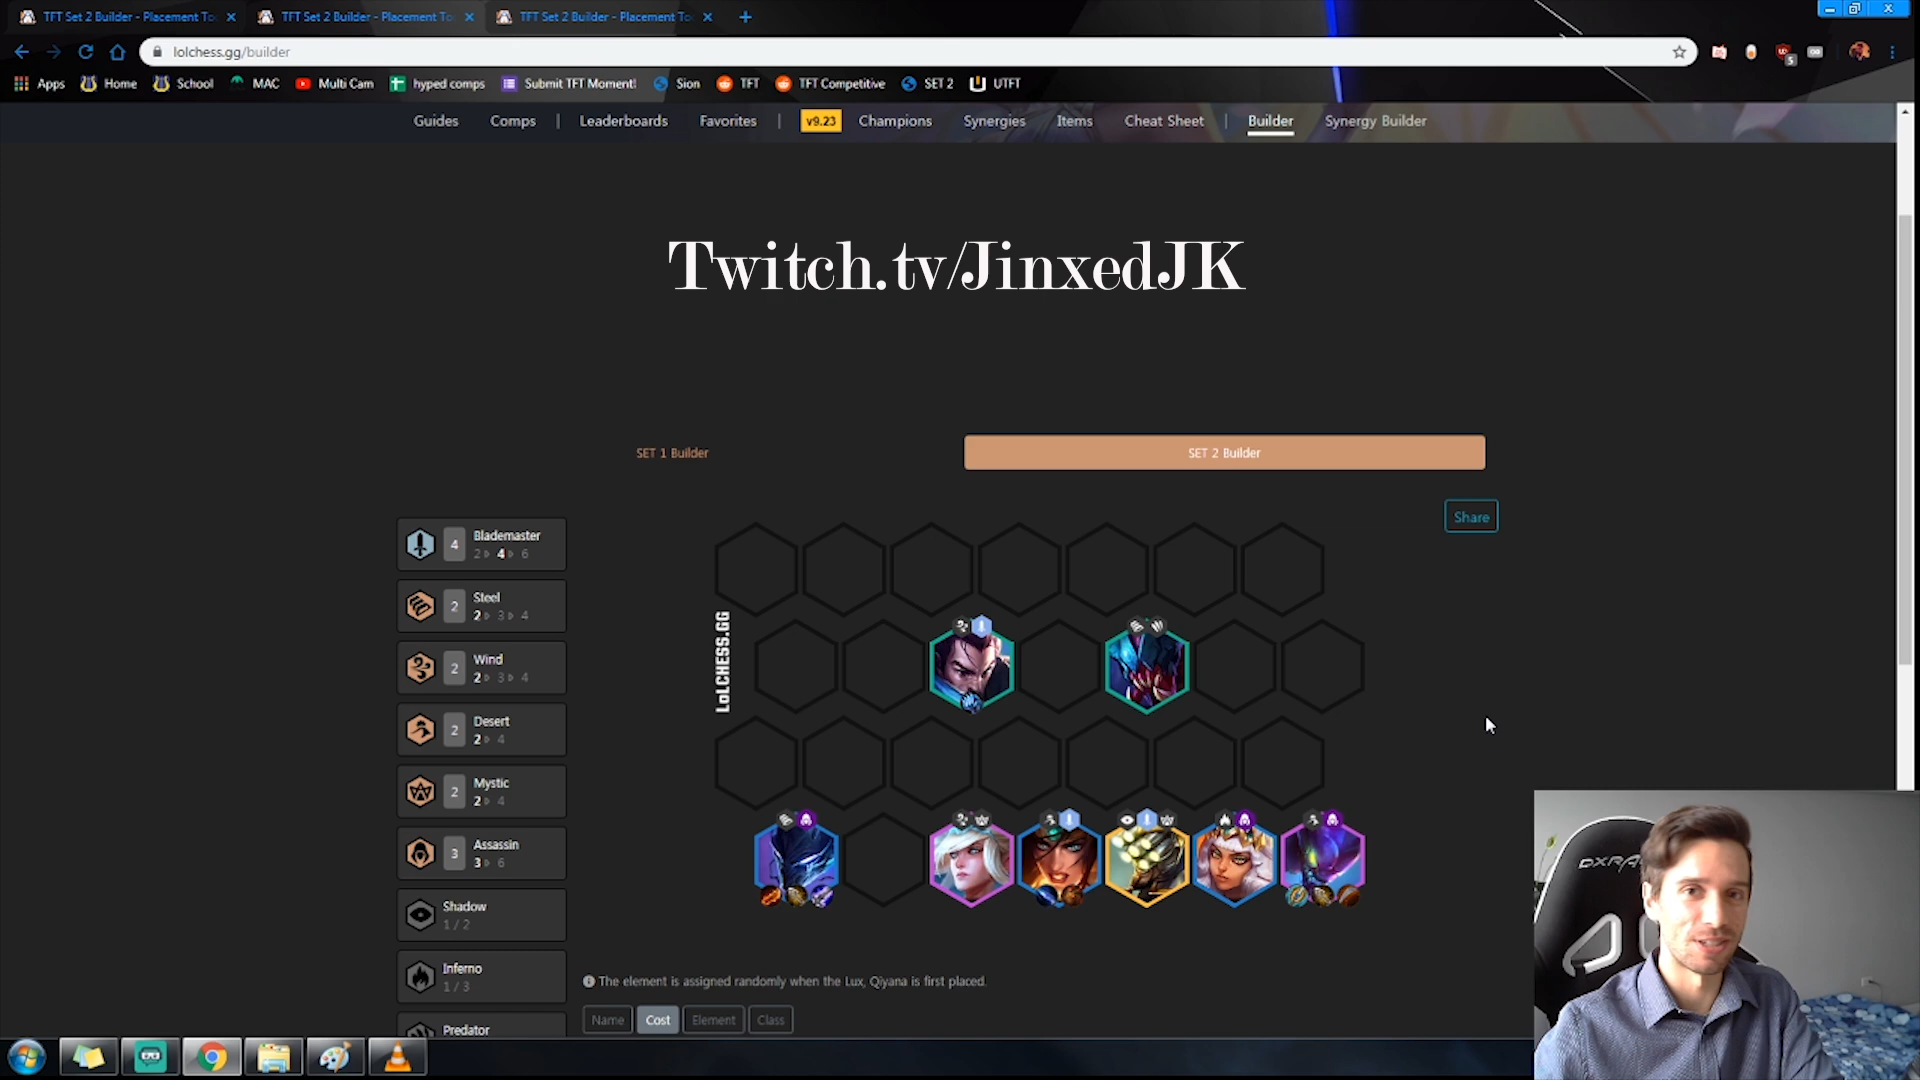 TFT Set 2 Builder - Placement To
TFT Set 2 Builder - Placement To
TFT Set 2 Builder - Placement To
lolchess.gg/builder
Apps Home School MAC Multi Cam hyped comps Submit TFT Moment! Sion TFT TFT Competitive SET 2 UTFT
Guides Comps | Leaderboards Favorites | v9.23 Champions Synergies Items Cheat Sheet | Builder Synergy Builder
Twitch.tv/JinxedJK
SET 1 Builder
SET 2 Builder
Share
4 Blademaster
2 4 6
2 Steel
2 3 4
2 Wind
2 3 4
2 Desert
2 4
2 Mystic
2 4
3 Assassin
3 6
Shadow
1 / 2
Inferno
1 / 3
Predator
LoLCHESS.GG
The element is assigned randomly when the Lux, Qiyana is first placed.
Name Cost Element Class